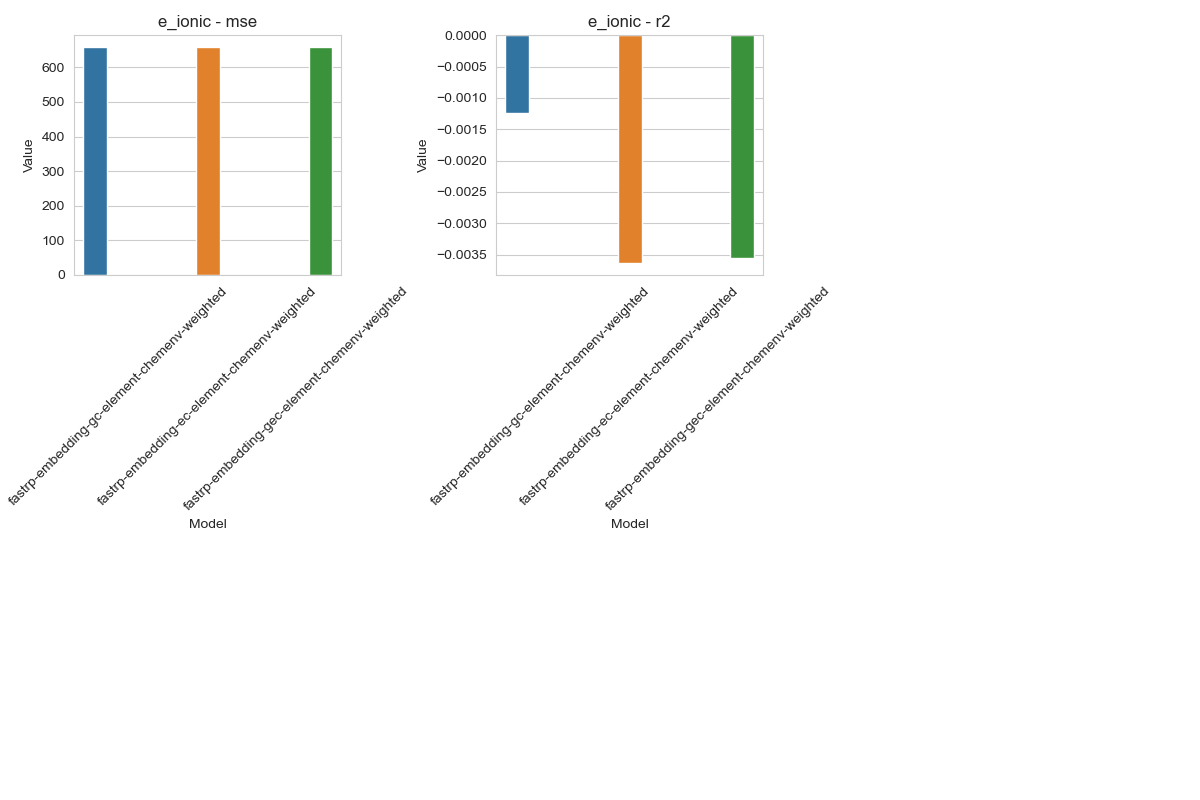 e_ionic - mse
600
500
400
300
200
100
0
Value
fastrp-embedding-gc-element-chemenv-weighted
fastrp-embedding-ec-element-chemenv-weighted
fastrp-embedding-gec-element-chemenv-weighted
Model
e_ionic - r2
0.0000
−0.0005
−0.0010
−0.0015
−0.0020
−0.0025
−0.0030
−0.0035
Value
fastrp-embedding-gc-element-chemenv-weighted
fastrp-embedding-ec-element-chemenv-weighted
fastrp-embedding-gec-element-chemenv-weighted
Model